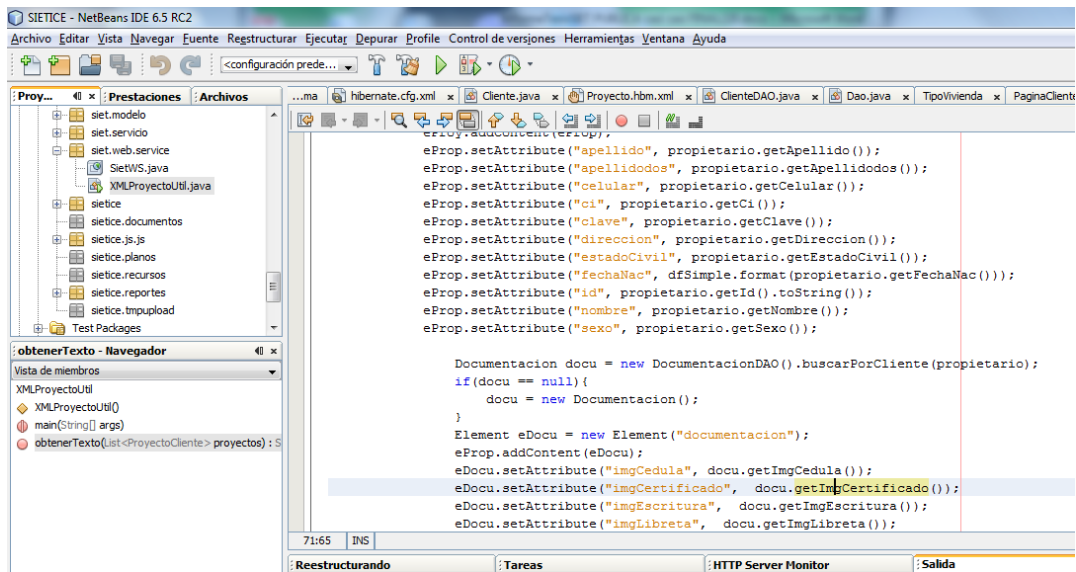 SIETICE - NetBeans IDE 6.5 RC2
Archivo Editar Vista Navegar Fuente Reestructurar Ejecutar Depurar Profile Control de versiones Herramientas Ventana Ayuda
<configuración prede...
Proy... Prestaciones Archivos
siet.modelo
siet.servicio
siet.web.service
SietWS.java
XMLProyectoUtil.java
sietice
sietice.documentos
sietice.js.js
sietice.planos
sietice.recursos
sietice.reportes
sietice.tmpupload
Test Packages
obtenerTexto - Navegador
Vista de miembros
XMLProyectoUtil
XMLProyectoUtil()
main(String[] args)
obtenerTexto(List<ProyectoCliente> proyectos) : S
...ma hibernate.cfg.xml Cliente.java Proyecto.hbm.xml ClienteDAO.java Dao.java TipoVivienda PaginaCliente
eProy.addContent(eProp);
eProp.setAttribute("apellido", propietario.getApellido());
eProp.setAttribute("apellidodos", propietario.getApellidodos());
eProp.setAttribute("celular", propietario.getCelular());
eProp.setAttribute("ci", propietario.getCi());
eProp.setAttribute("clave", propietario.getClave());
eProp.setAttribute("direccion", propietario.getDireccion());
eProp.setAttribute("estadoCivil", propietario.getEstadoCivil());
eProp.setAttribute("fechaNac", dfSimple.format(propietario.getFechaNac()));
eProp.setAttribute("id", propietario.getId().toString());
eProp.setAttribute("nombre", propietario.getNombre());
eProp.setAttribute("sexo", propietario.getSexo());
Documentacion docu = new DocumentacionDAO().buscarPorCliente(propietario);
if(docu == null){
docu = new Documentacion();
}
Element eDocu = new Element("documentacion");
eProp.addContent(eDocu);
eDocu.setAttribute("imgCedula", docu.getImgCedula());
eDocu.setAttribute("imgCertificado", docu.getImgCertificado());
eDocu.setAttribute("imgEscritura", docu.getImgEscritura());
eDocu.setAttribute("imgLibreta", docu.getImgLibreta());
71:65 INS
Reestructurando Tareas HTTP Server Monitor Salida